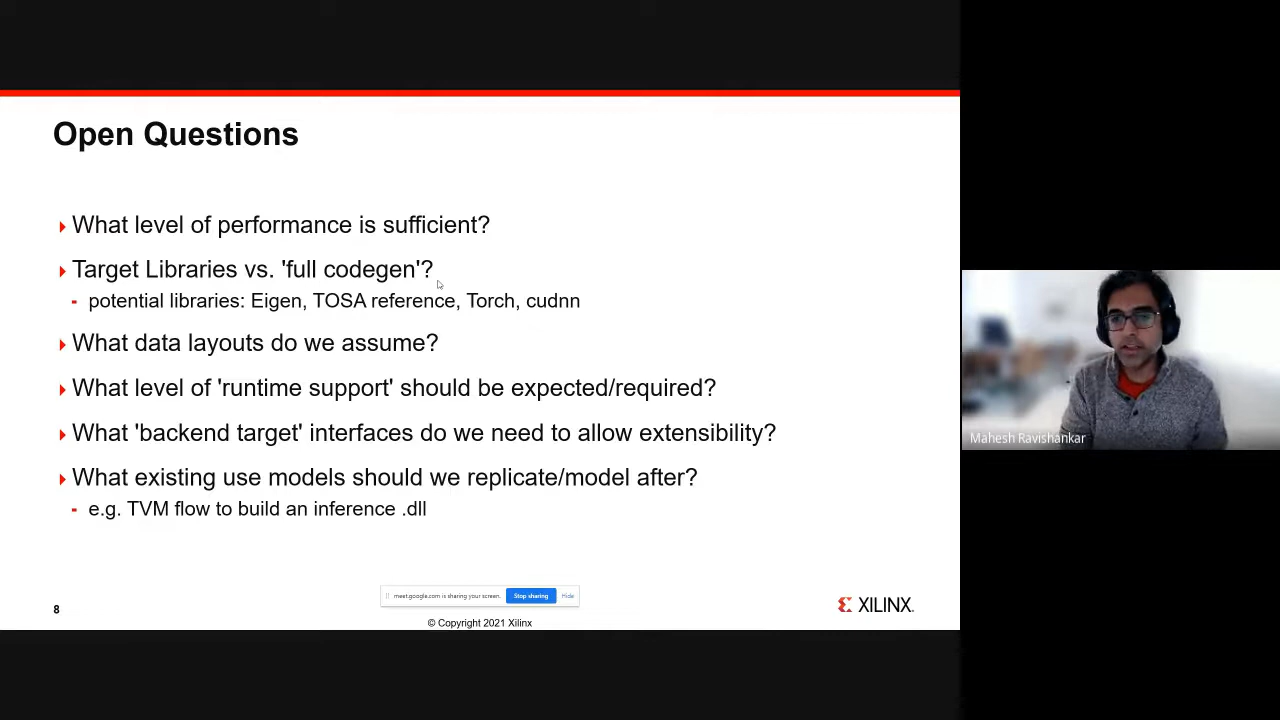 Open Questions
What level of performance is sufficient?
Target Libraries vs. 'full codegen'?
- potential libraries: Eigen, TOSA reference, Torch, cudnn
What data layouts do we assume?
What level of 'runtime support' should be expected/required?
What 'backend target' interfaces do we need to allow extensibility?
What existing use models should we replicate/model after?
- e.g. TVM flow to build an inference .dll
meet.google.com is sharing your screen. Stop sharing Hide
8
XILINX.
© Copyright 2021 Xilinx
Mahesh Ravishankar